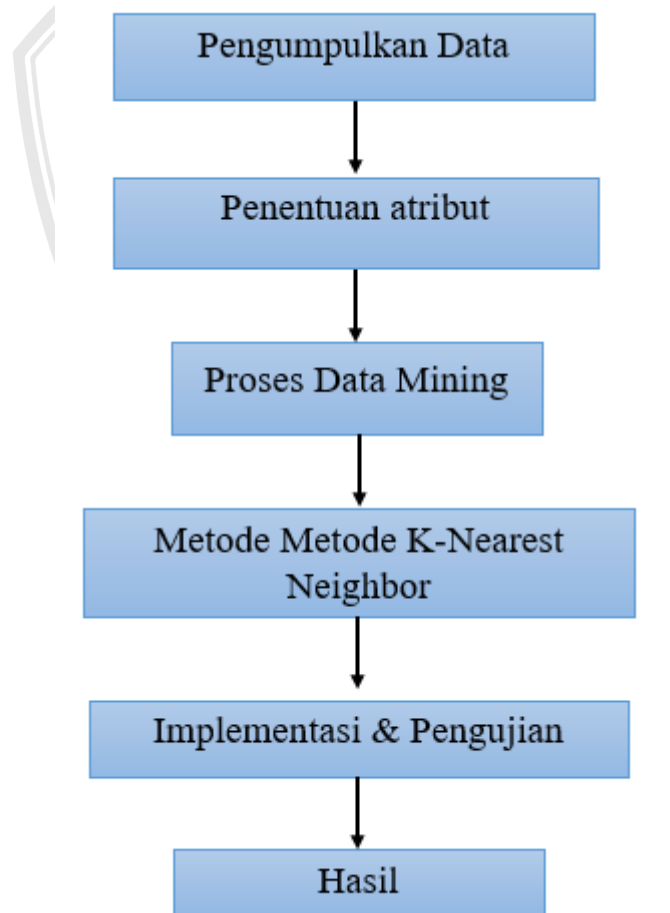 Pengumpulkan Data
Penentuan atribut
Proses Data Mining
Metode Metode K-Nearest
Neighbor
Implementasi & Pengujian
Hasil